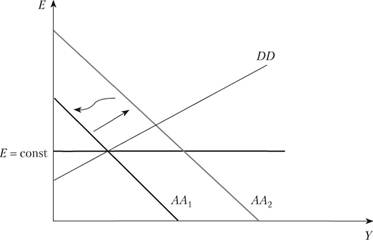 E
DD
E = const
AA1
AA2
Y